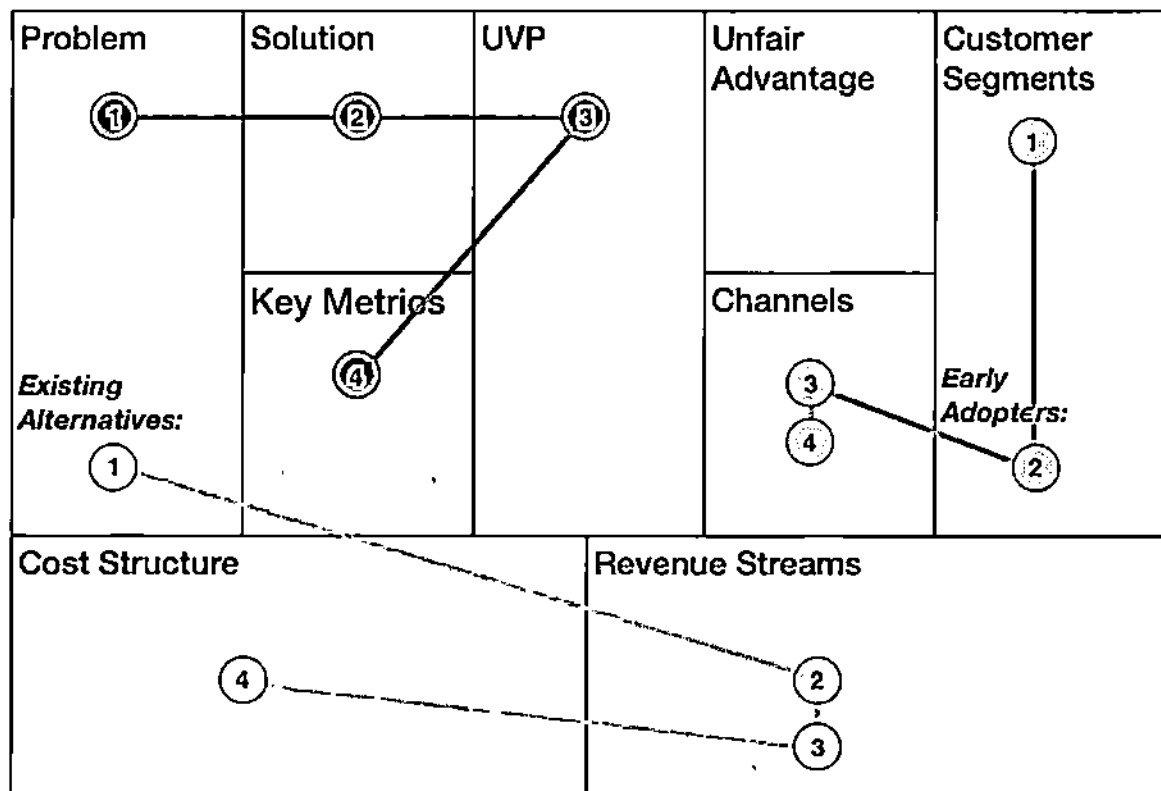 Problem
Solution
UVP
Unfair
Advantage
Customer
Segments
1
2
3
1
Key Metrics
Channels
4
3
4
Existing
Alternatives:
Early
Adopters:
1
2
Cost Structure
Revenue Streams
4
2
3